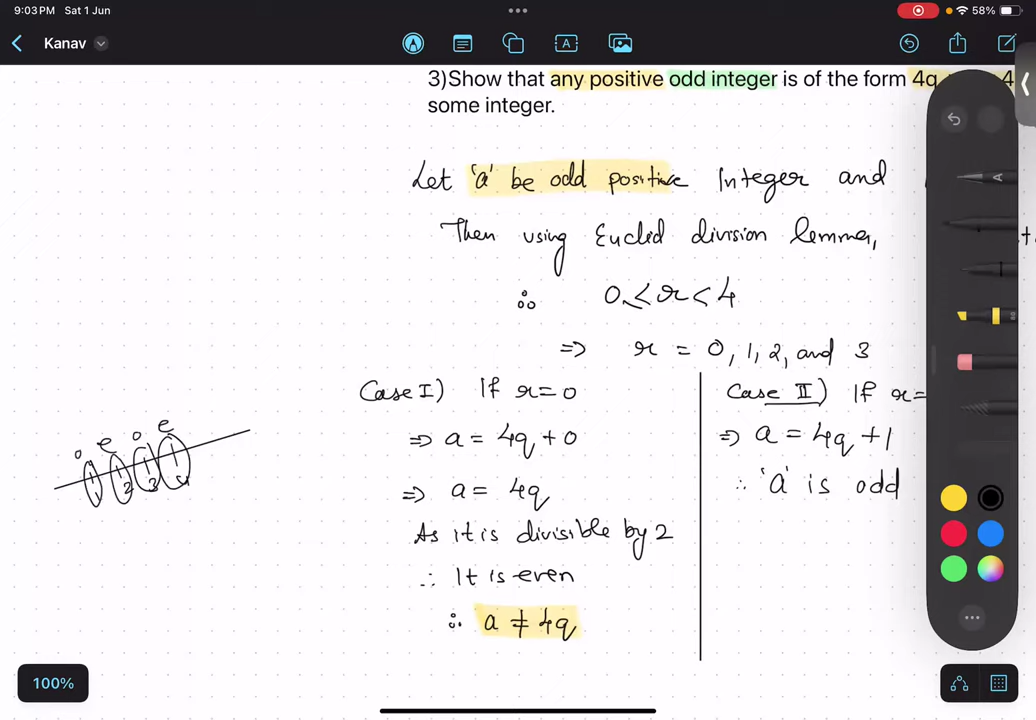 9:03 PM Sat 1 Jun
58%
Kanav
3)Show that any positive odd integer is of the form 4q
some integer.
Let 'a' be odd positive Integer and
Then using Euclid division lemma,
∴ 0 ≤ r < 4
⇒ r = 0, 1, 2, and 3
Case I) If r=0
⇒ a = 4q + 0
⇒ a = 4q
As it is divisible by 2
∴ It is even
∴ a ≠ 4q
Case II) If r=
⇒ a = 4q +1
∴ 'a' is odd
o e o e
1 2 3 4
100%